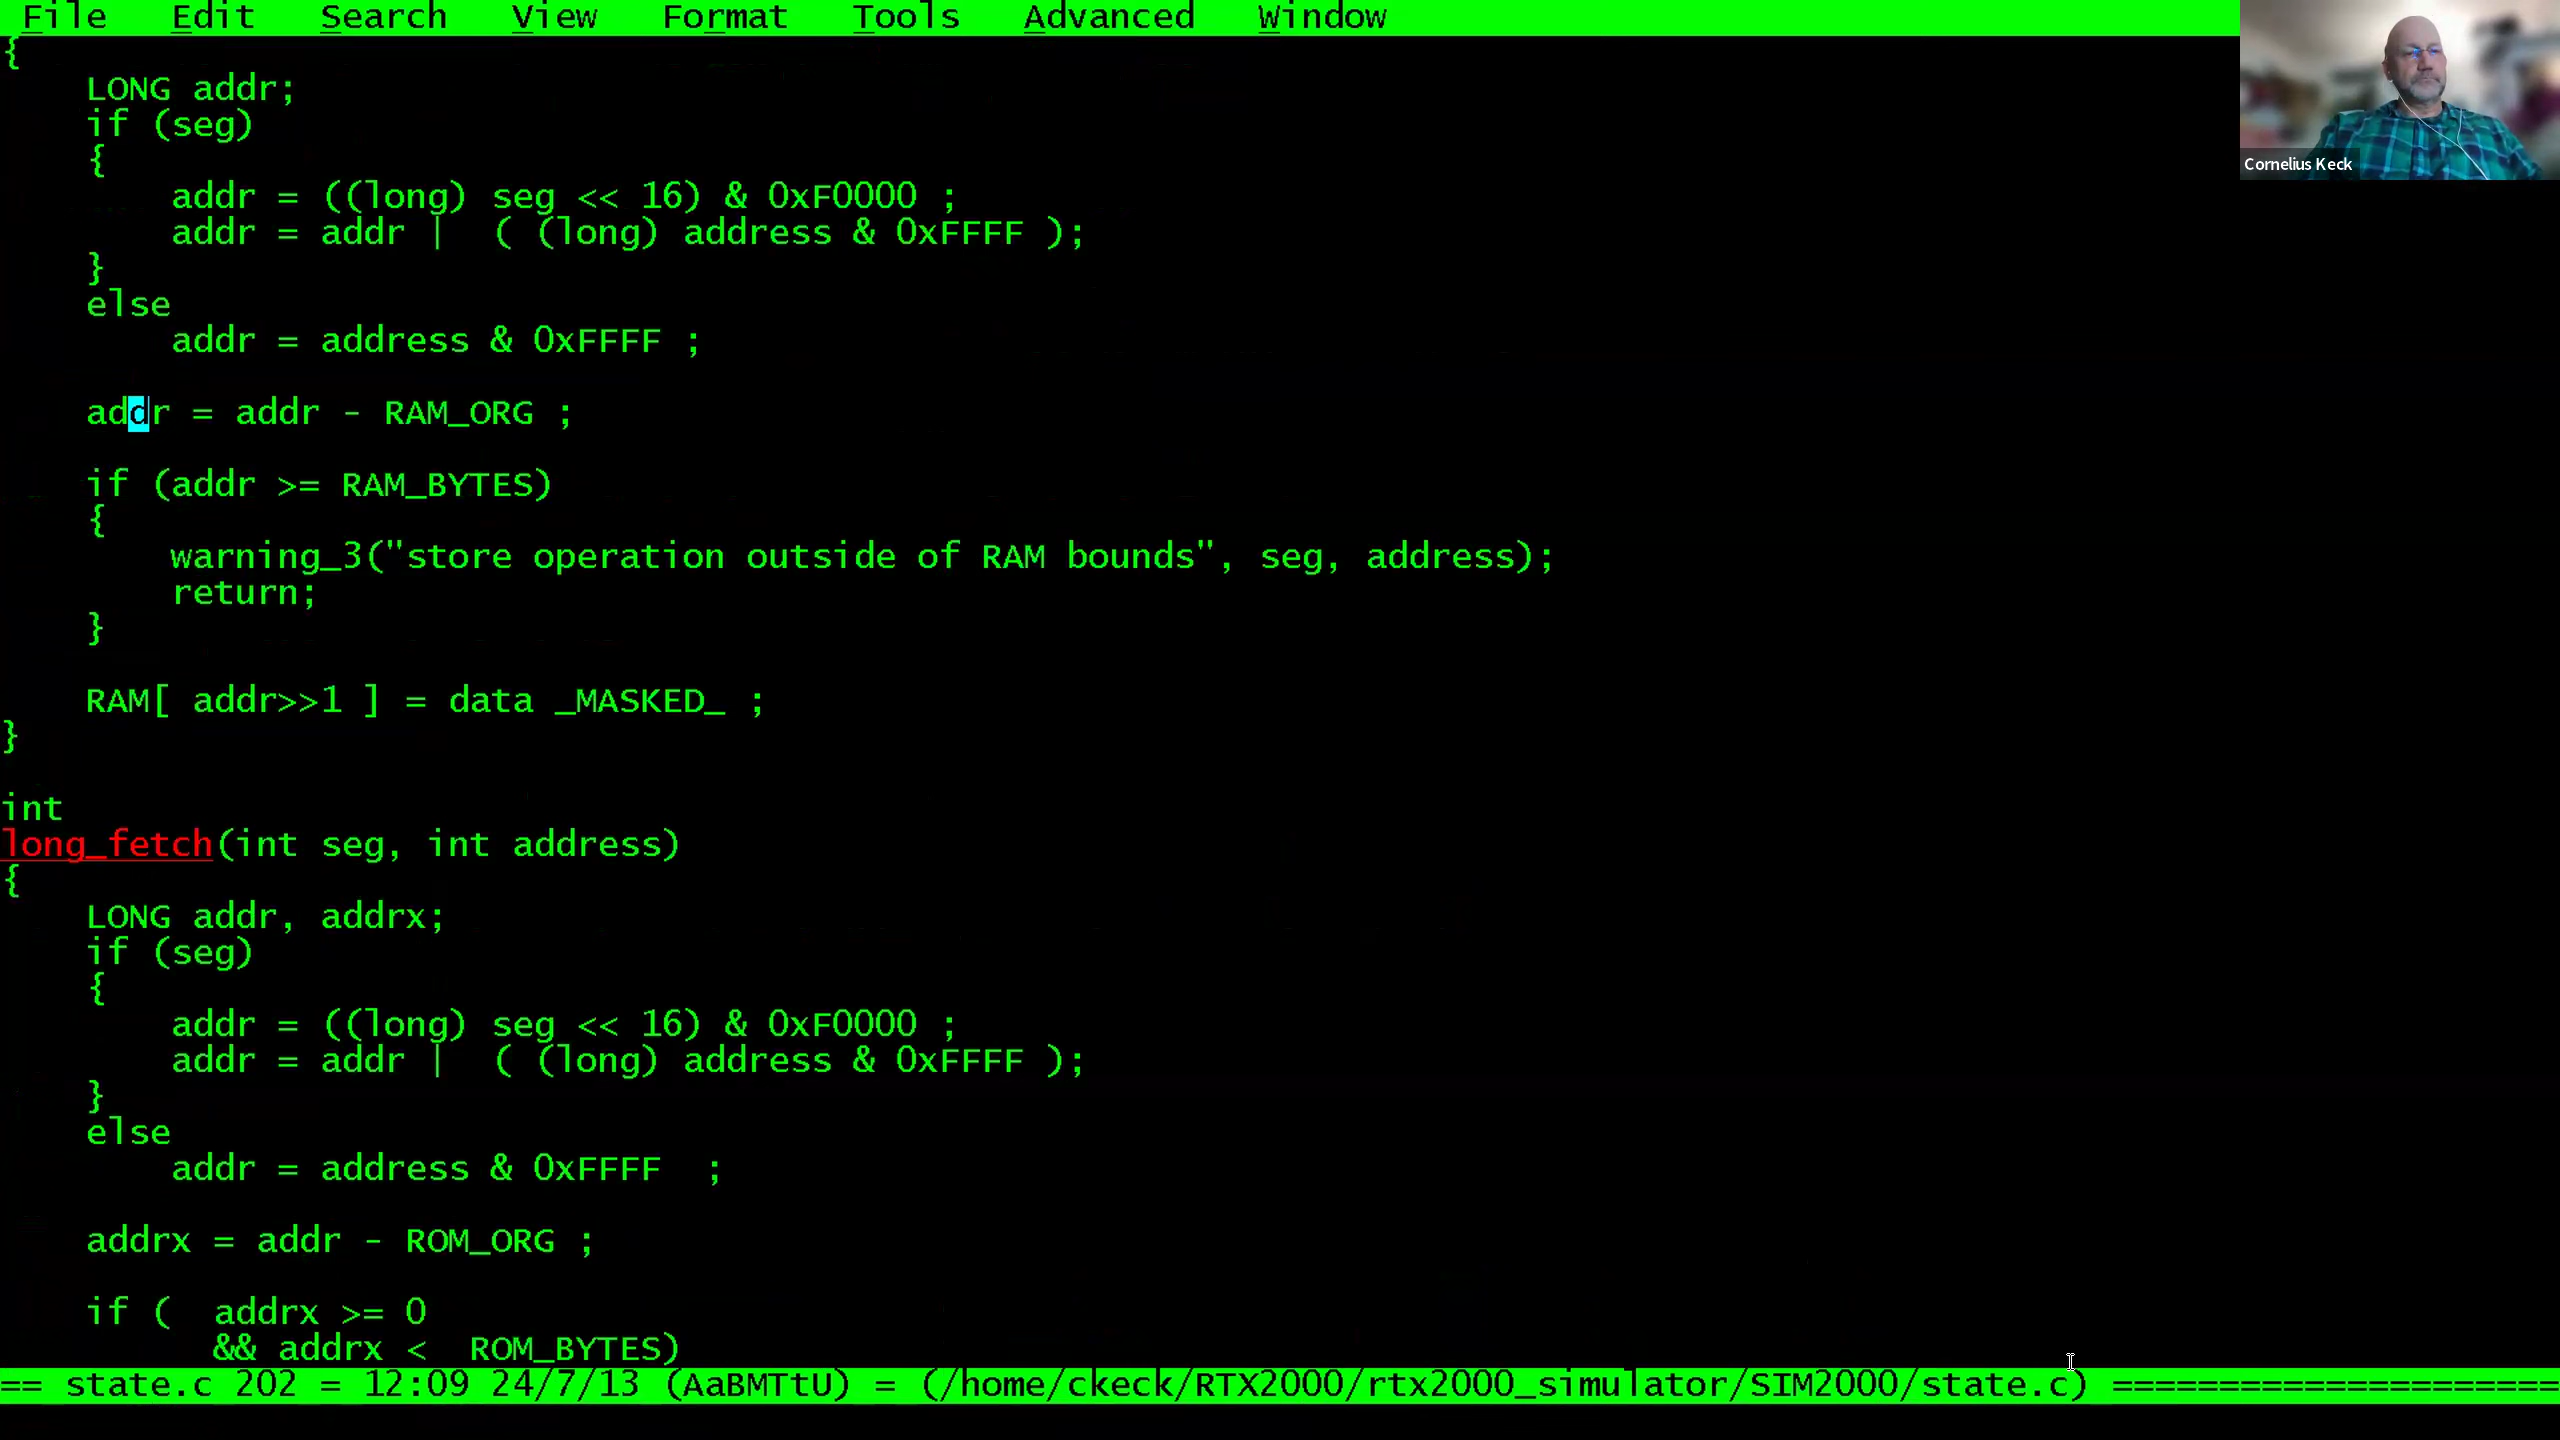 File Edit Search View Format Tools Advanced Window
{
    LONG addr;
    if (seg)
    {
        addr = ((long) seg << 16) & 0xF0000 ;
        addr = addr |  ( (long) address & 0xFFFF );
    }
    else
        addr = address & 0xFFFF ;
    addr = addr - RAM_ORG ;
    if (addr >= RAM_BYTES)
    {
        warning_3("store operation outside of RAM bounds", seg, address);
        return;
    }
    RAM[ addr>>1 ] = data _MASKED_ ;
}
int
long_fetch(int seg, int address)
{
    LONG addr, addrx;
    if (seg)
    {
        addr = ((long) seg << 16) & 0xF0000 ;
        addr = addr |  ( (long) address & 0xFFFF );
    }
    else
        addr = address & 0xFFFF  ;
    addrx = addr - ROM_ORG ;
    if (  addrx >= 0
          && addrx <  ROM_BYTES)
== state.c 202 = 12:09 24/7/13 (AaBMTtU) = (/home/ckeck/RTX2000/rtx2000_simulator/SIM2000/state.c) =====================
Cornelius Keck